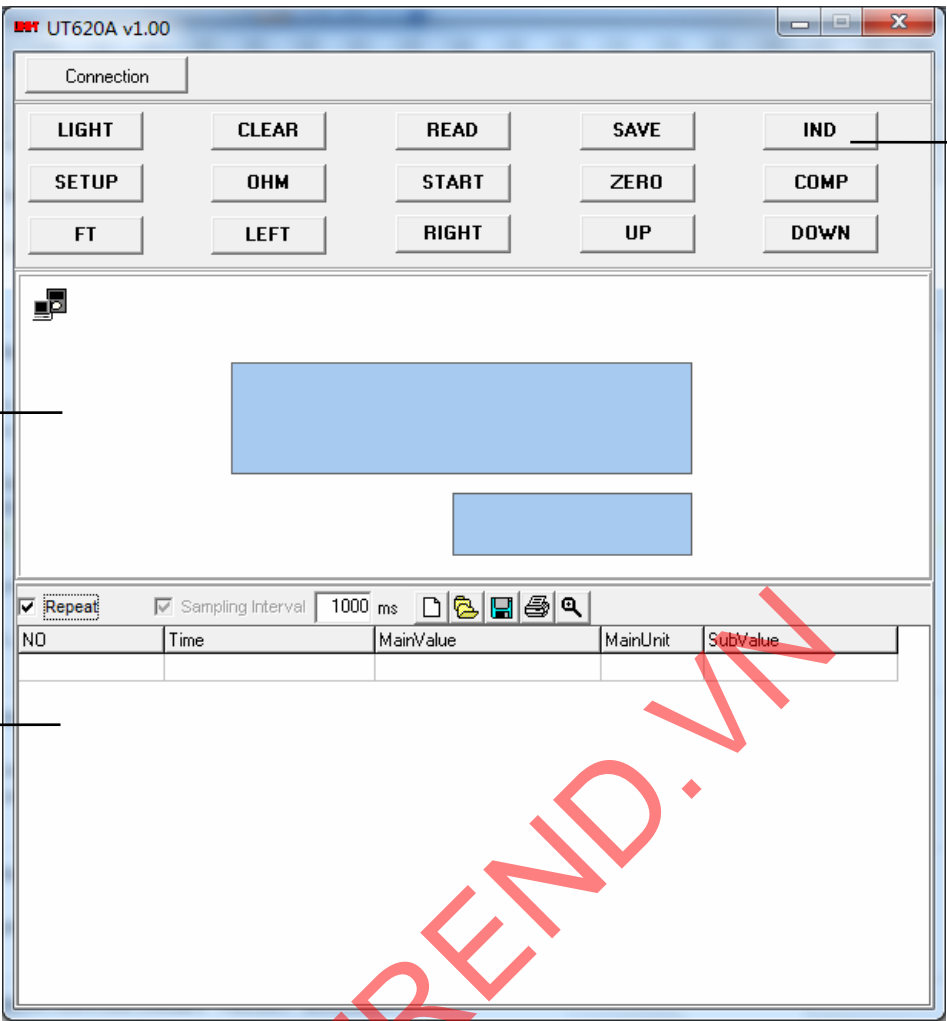 UNI-T UT620A v1.00
Connection
LIGHT CLEAR READ SAVE IND
SETUP OHM START ZERO COMP
FT LEFT RIGHT UP DOWN
Repeat Sampling Interval 1000 ms
NO Time MainValue MainUnit SubValue
TREND.VN